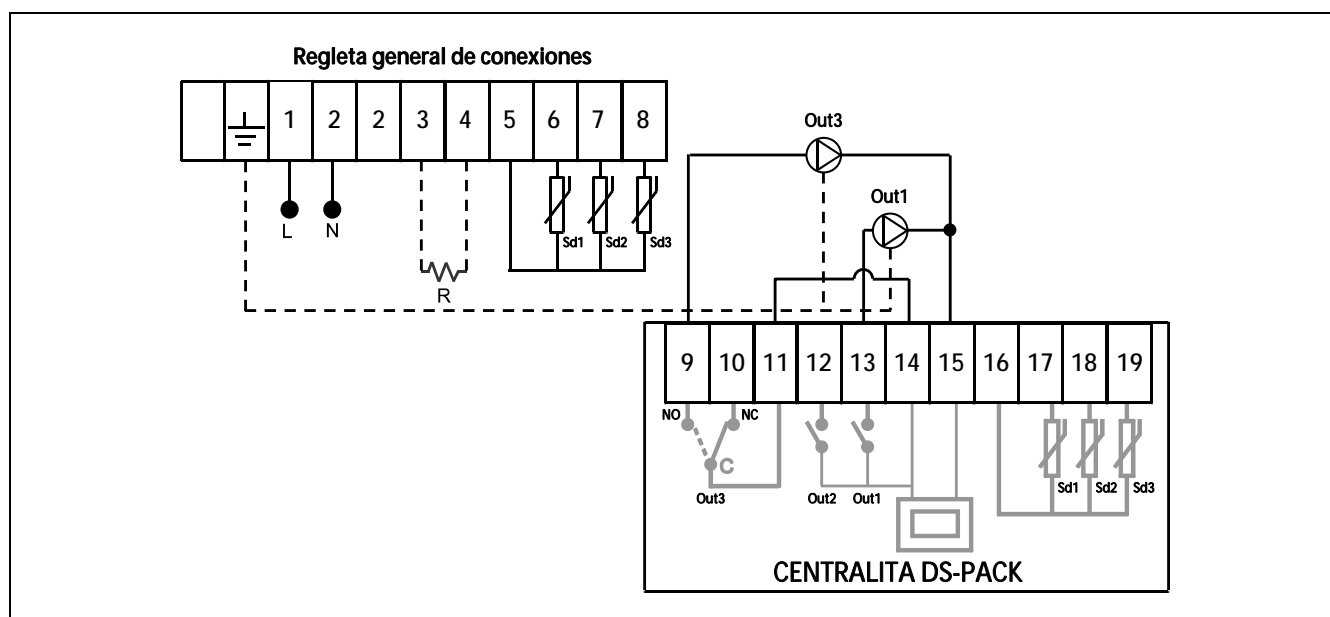 Regleta general de conexiones
1 2 2 3 4 5 6 7 8
L N
R
Sd1 Sd2 Sd3
Out3
Out1
9 10 11 12 13 14 15 16 17 18 19
NO NC
C
Out3 Out2 Out1
Sd1 Sd2 Sd3
CENTRALITA DS-PACK